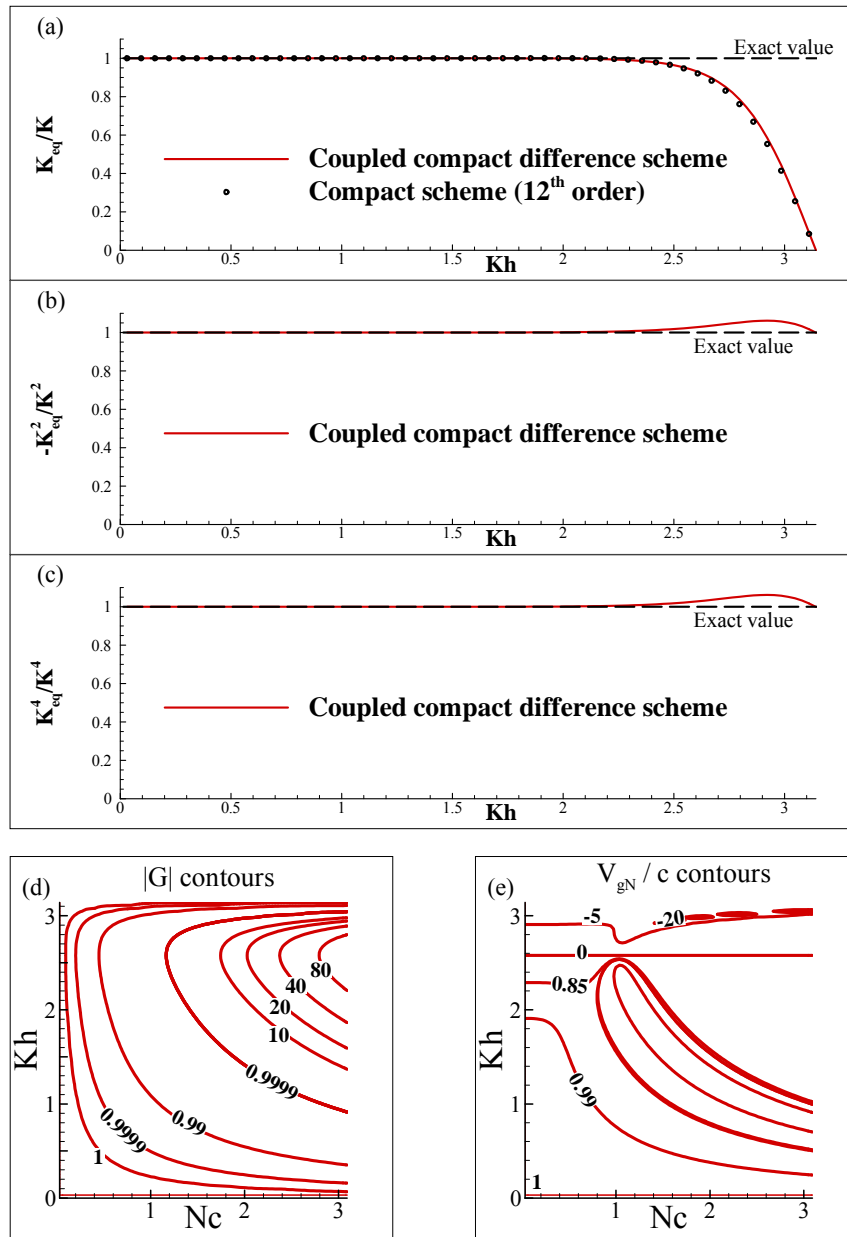 (a)
Exact value
1
0.8
0.6
0.4
0.2
0
K_eq/K
Coupled compact difference scheme
Compact scheme (12th order)
0 0.5 1 1.5 2 2.5 3
Kh
(b)
1
0.8
0.6
0.4
0.2
0
-K²_eq/K²
Exact value
Coupled compact difference scheme
0 0.5 1 1.5 2 2.5 3
Kh
(c)
1
0.8
0.6
0.4
0.2
0
K⁴_eq/K⁴
Exact value
Coupled compact difference scheme
0 0.5 1 1.5 2 2.5 3
Kh
(d)
|G| contours
3
2
1
0
Kh
80
40
20
10
0.9999
0.99
0.9999
1
1 2 3
Nc
(e)
V_gN / c contours
3
2
1
0
Kh
-5
-20
0
0.85
0.99
1
1 2 3
Nc